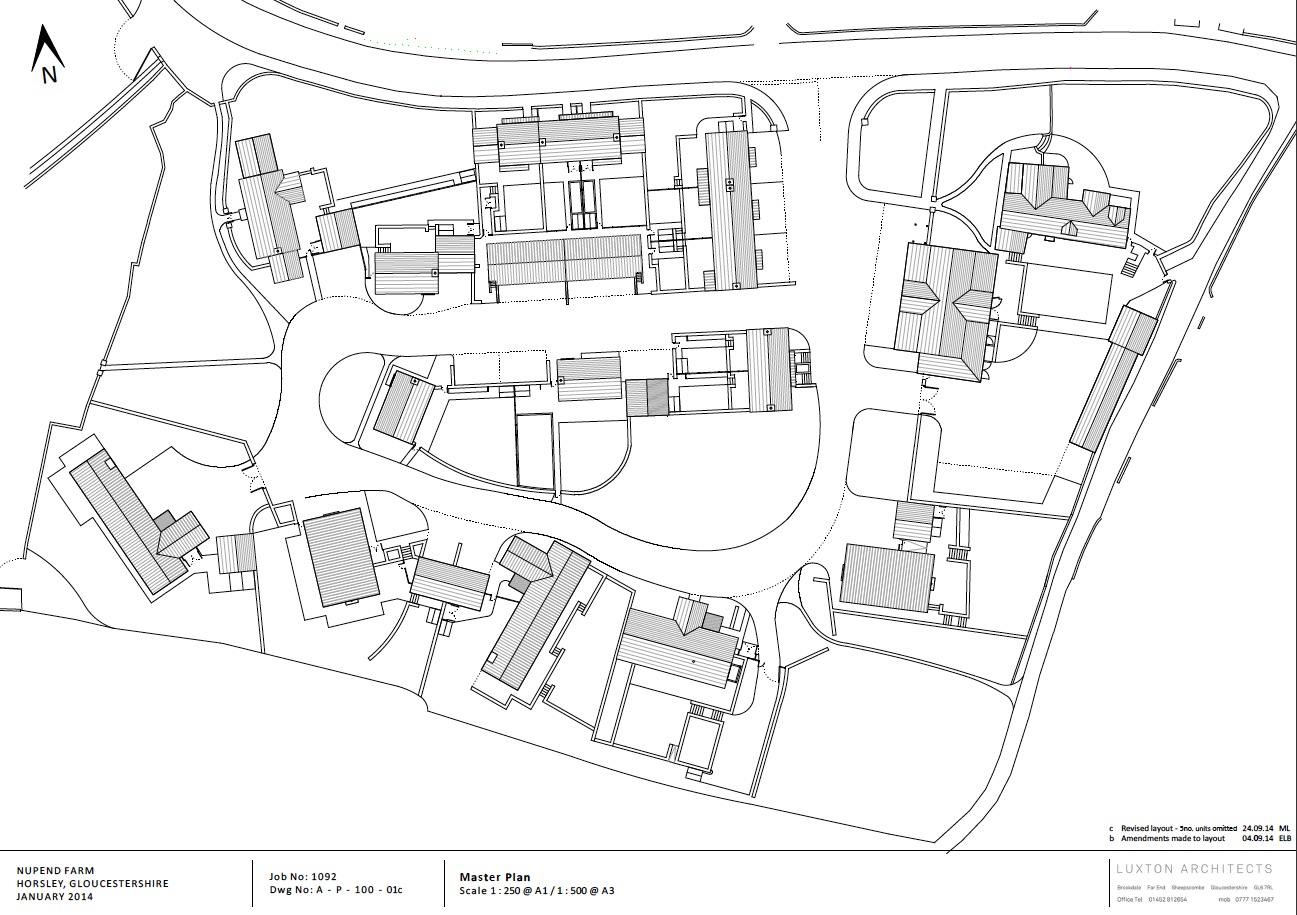 N
c Revised layout - 3no. units omitted 24.09.14 ML
b Amendments made to layout 04.09.14 ELB
NUPEND FARM
HORSLEY, GLOUCESTERSHIRE
JANUARY 2014
Job No: 1092
Dwg No: A - P - 100 - 01c
Master Plan
Scale 1 : 250 @ A1 / 1 : 500 @ A3
LUXTON ARCHITECTS
Brookdale Far End Sheepscombe Gloucestershire GL6 7RL
Office Tel 01452 812654 mob 0777 1523467